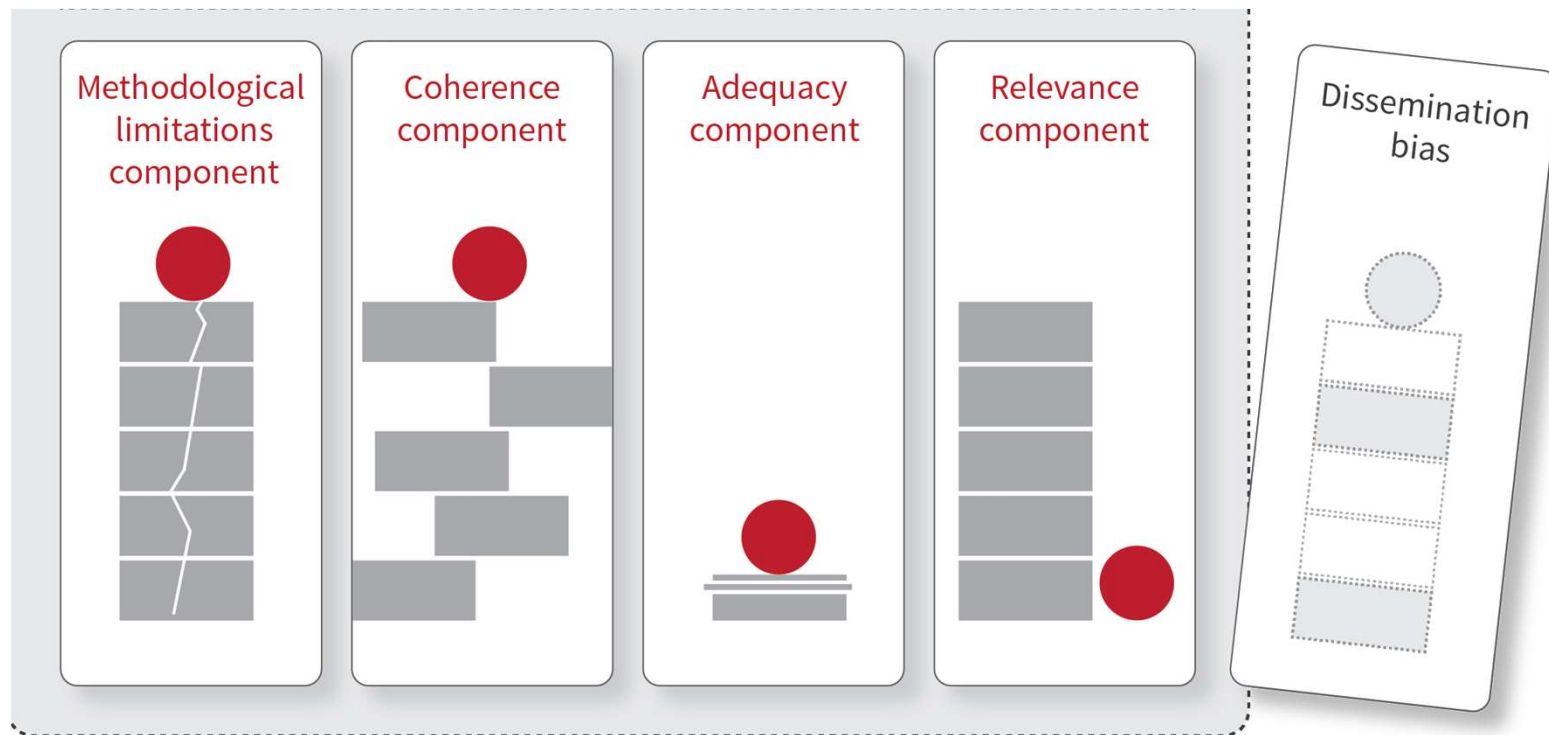 Methodological
limitations
component
Coherence
component
Adequacy
component
Relevance
component
Dissemination
bias